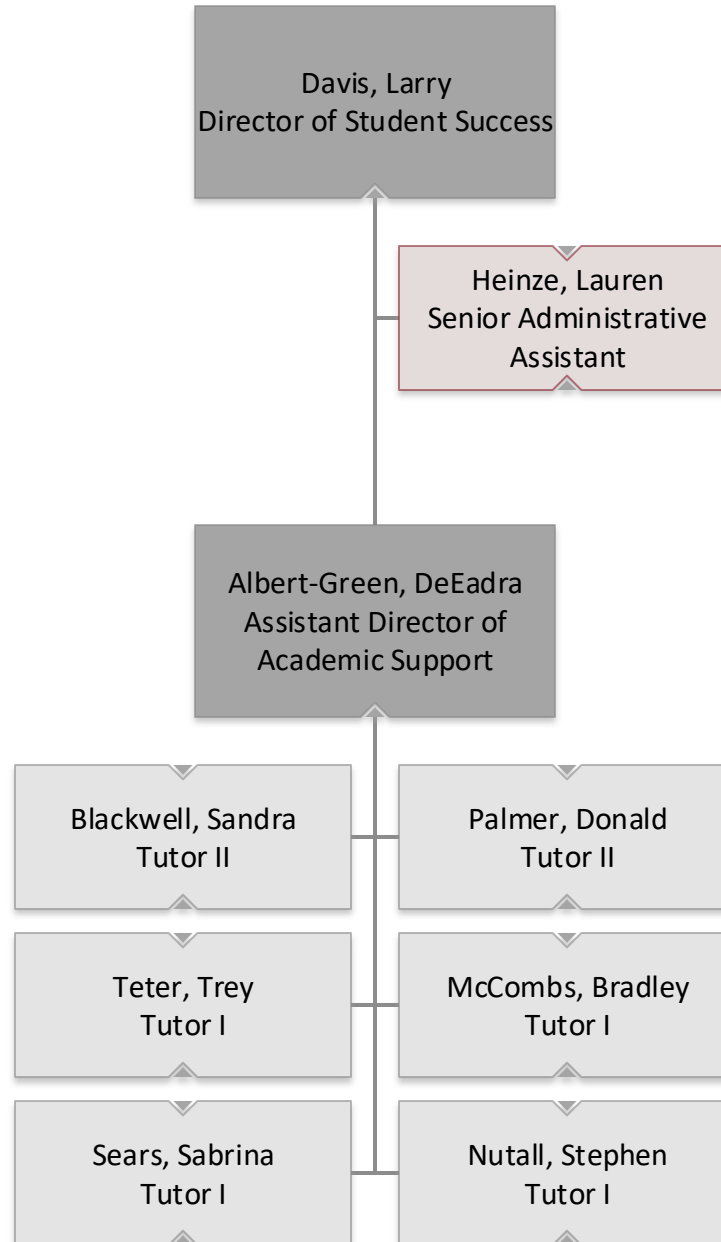 Davis, Larry
Director of Student Success
Heinze, Lauren
Senior Administrative
Assistant
Albert-Green, DeEadra
Assistant Director of
Academic Support
Blackwell, Sandra
Tutor II
Palmer, Donald
Tutor II
Teter, Trey
Tutor I
McCombs, Bradley
Tutor I
Sears, Sabrina
Tutor I
Nutall, Stephen
Tutor I